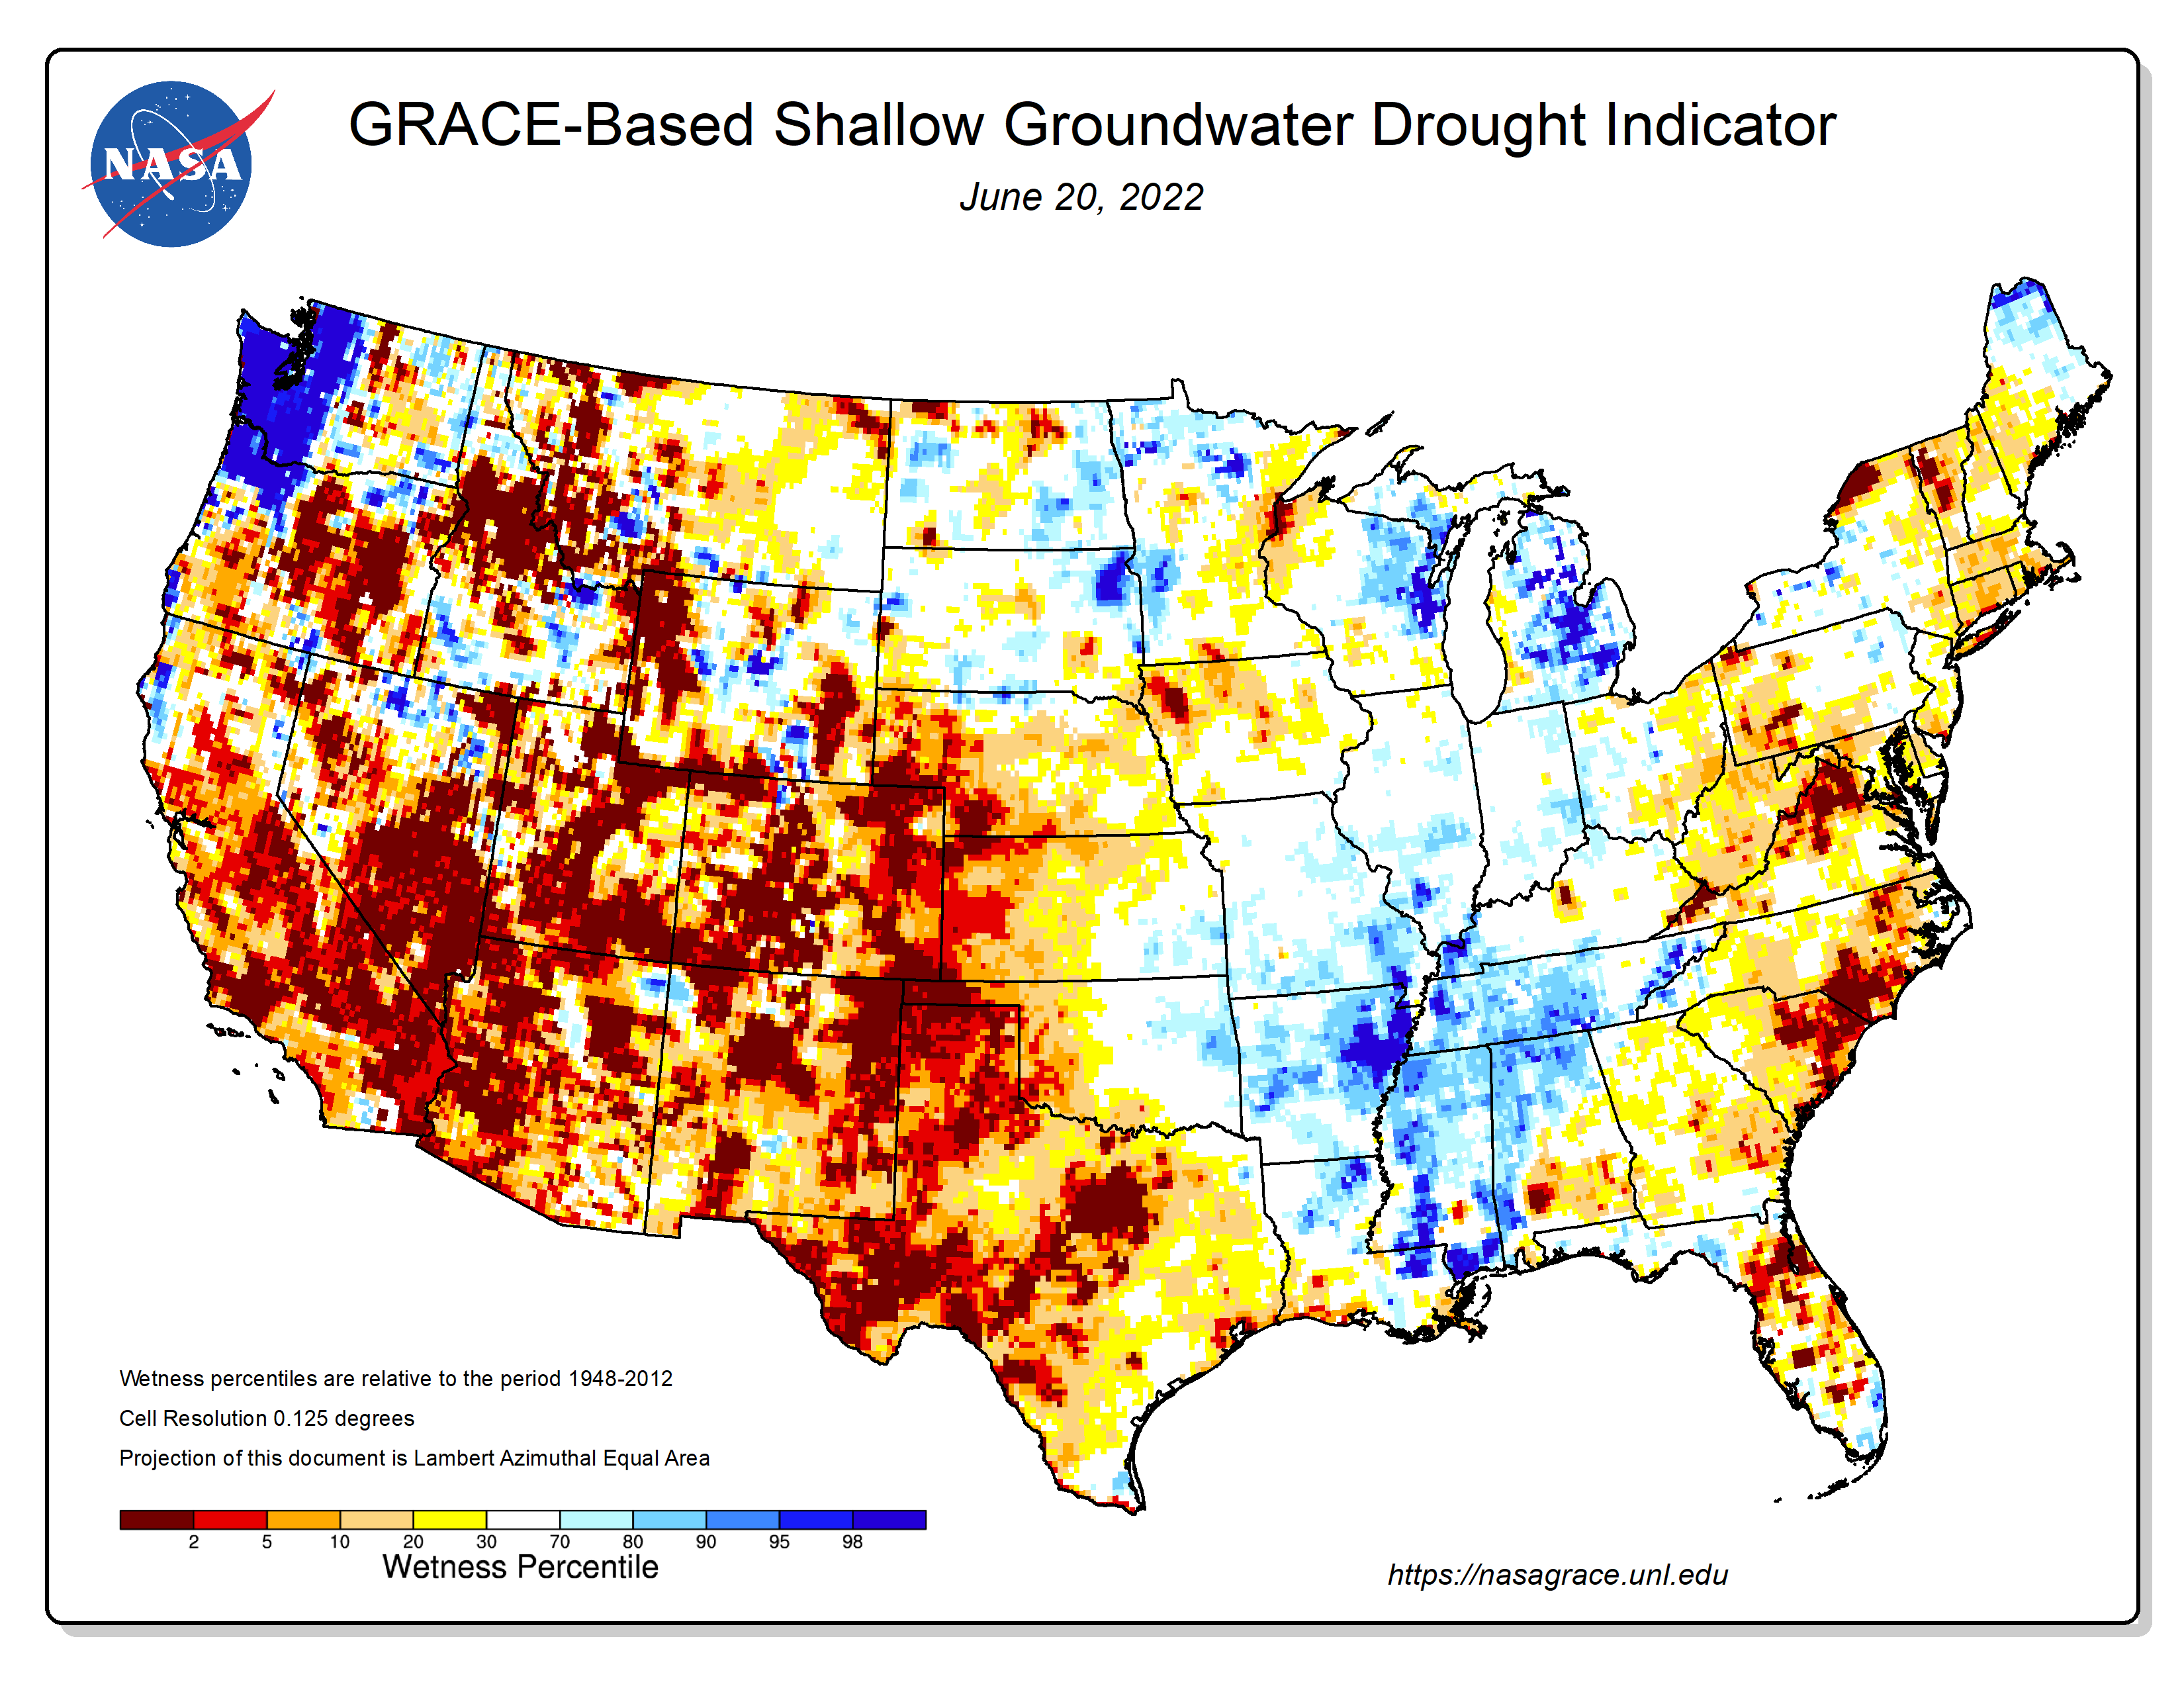 NASA
GRACE-Based Shallow Groundwater Drought Indicator
June 20, 2022
Wetness percentiles are relative to the period 1948-2012
Cell Resolution 0.125 degrees
Projection of this document is Lambert Azimuthal Equal Area
2 5 10 20 30 70 80 90 95 98
Wetness Percentile
https://nasagrace.unl.edu